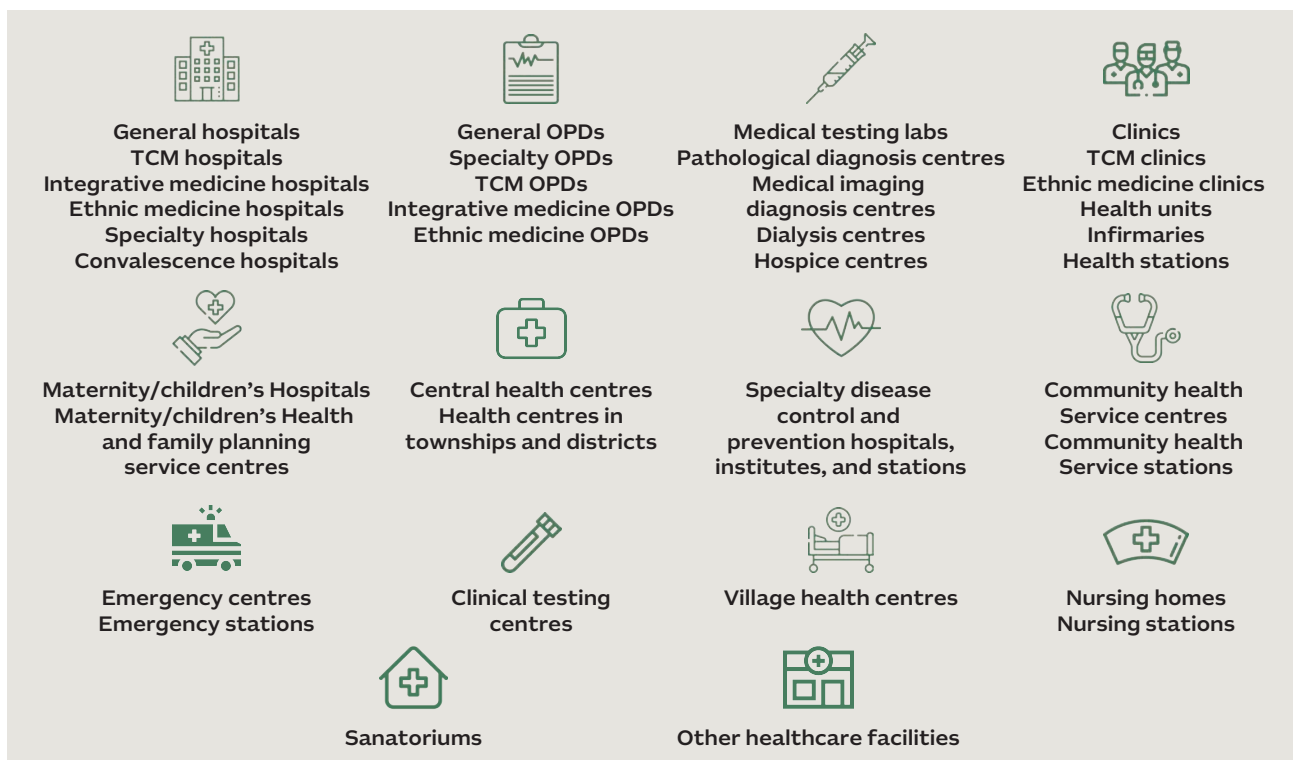 General hospitals
TCM hospitals
Integrative medicine hospitals
Ethnic medicine hospitals
Specialty hospitals
Convalescence hospitals
General OPDs
Specialty OPDs
TCM OPDs
Integrative medicine OPDs
Ethnic medicine OPDs
Medical testing labs
Pathological diagnosis centres
Medical imaging
diagnosis centres
Dialysis centres
Hospice centres
Clinics
TCM clinics
Ethnic medicine clinics
Health units
Infirmaries
Health stations
Maternity/children’s Hospitals
Maternity/children’s Health
and family planning
service centres
Central health centres
Health centres in
townships and districts
Specialty disease
control and
prevention hospitals,
institutes, and stations
Community health
Service centres
Community health
Service stations
Emergency centres
Emergency stations
Clinical testing
centres
Village health centres
Nursing homes
Nursing stations
Sanatoriums
Other healthcare facilities